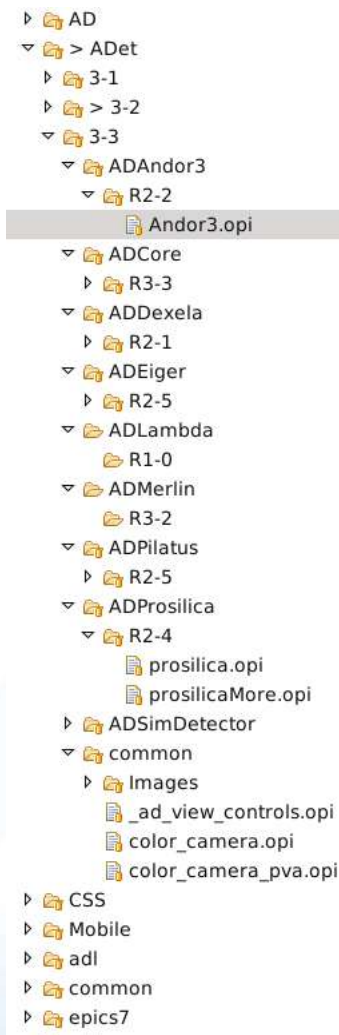 AD
> ADet
3-1
> 3-2
3-3
ADAndor3
R2-2
Andor3.opi
ADCore
R3-3
ADDexela
R2-1
ADEiger
R2-5
ADLambda
R1-0
ADMerlin
R3-2
ADPilatus
R2-5
ADProsilica
R2-4
prosilica.opi
prosilicaMore.opi
ADSimDetector
common
Images
_ad_view_controls.opi
color_camera.opi
color_camera_pva.opi
CSS
Mobile
adl
common
epics7